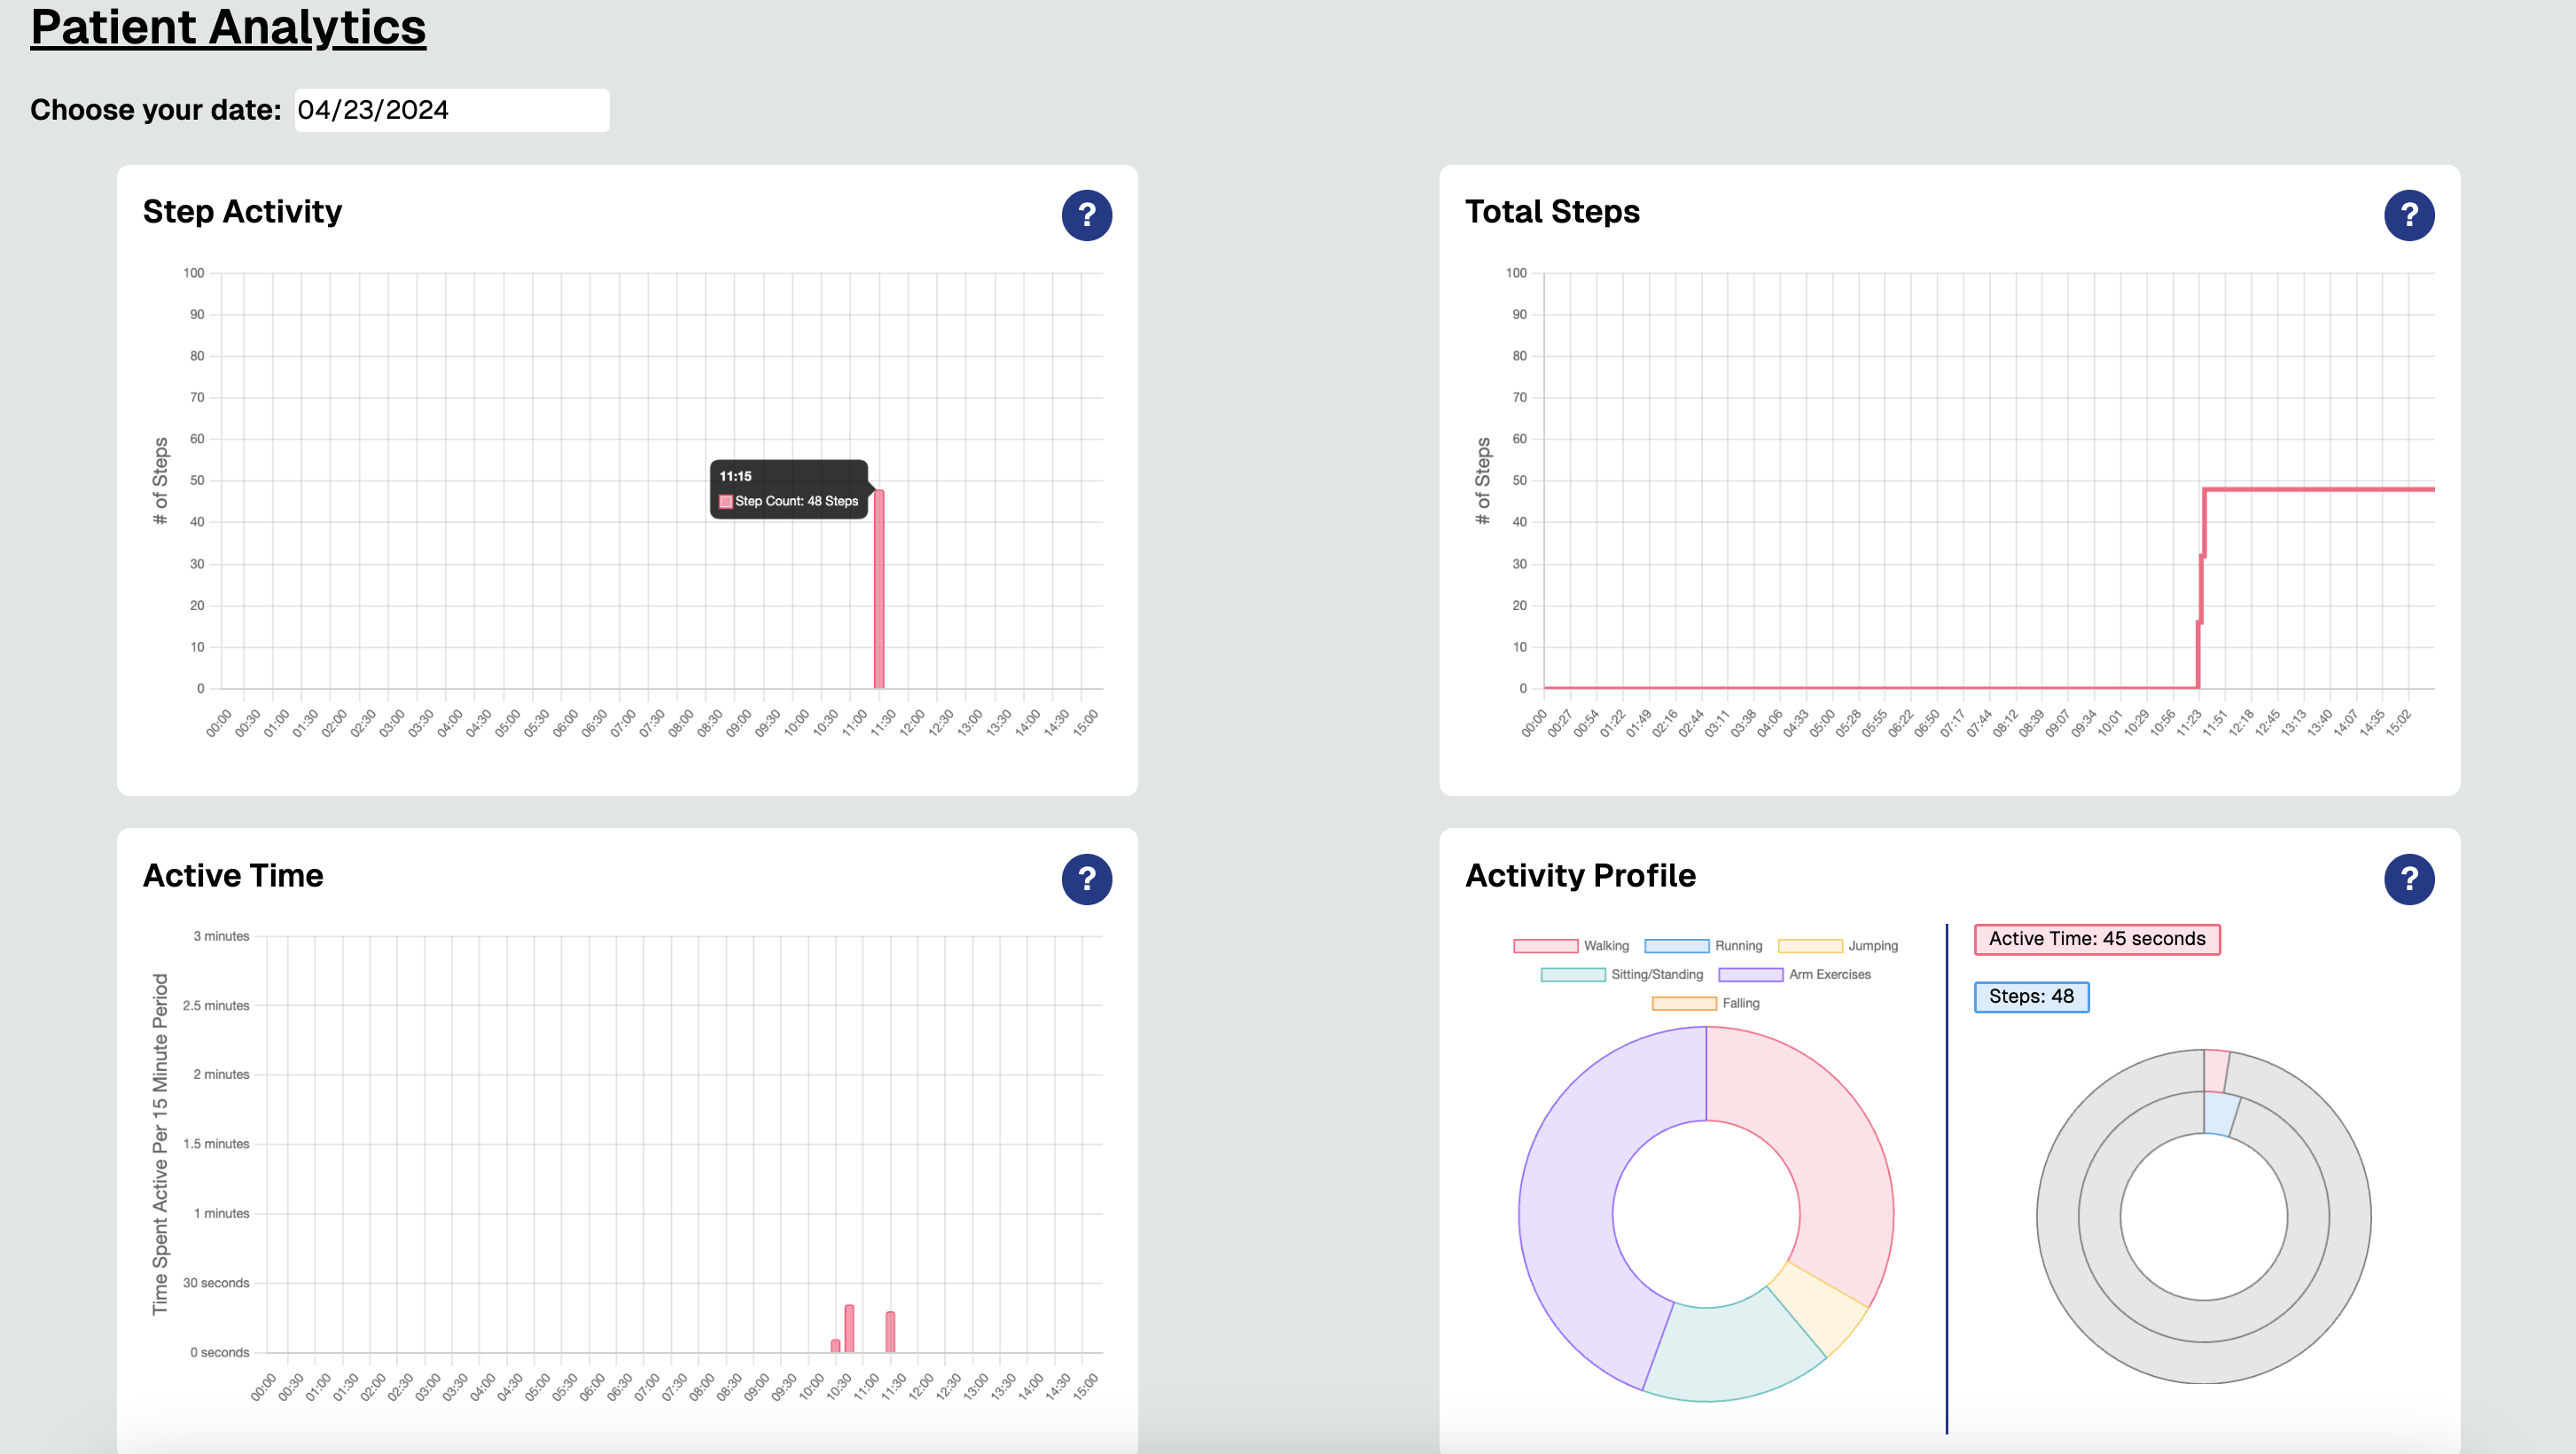 Patient Analytics
Choose your date: 04/23/2024
Step Activity
?
100
90
80
70
60
50
40
30
20
10
0
# of Steps
11:15
Step Count: 48 Steps
00:00 00:30 01:00 01:30 02:00 02:30 03:00 03:30 04:00 04:30 05:00 05:30 06:00 06:30 07:00 07:30 08:00 08:30 09:00 09:30 10:00 10:30 11:00 11:30 12:00 12:30 13:00 13:30 14:00 14:30 15:00
Total Steps
?
100
90
80
70
60
50
40
30
20
10
0
# of Steps
00:00 00:27 00:54 01:22 01:49 02:16 02:44 03:11 03:38 04:06 04:33 05:00 05:28 05:55 06:22 06:50 07:17 07:44 08:12 08:39 09:07 09:34 10:01 10:29 10:56 11:23 11:51 12:18 12:45 13:13 13:40 14:07 14:35 15:02
Active Time
?
3 minutes
2.5 minutes
2 minutes
1.5 minutes
1 minutes
30 seconds
0 seconds
Time Spent Active Per 15 Minute Period
00:00 00:30 01:00 01:30 02:00 02:30 03:00 03:30 04:00 04:30 05:00 05:30 06:00 06:30 07:00 07:30 08:00 08:30 09:00 09:30 10:00 10:30 11:00 11:30 12:00 12:30 13:00 13:30 14:00 14:30 15:00
Activity Profile
?
Walking Running Jumping
Sitting/Standing Arm Exercises
Falling
Active Time: 45 seconds
Steps: 48